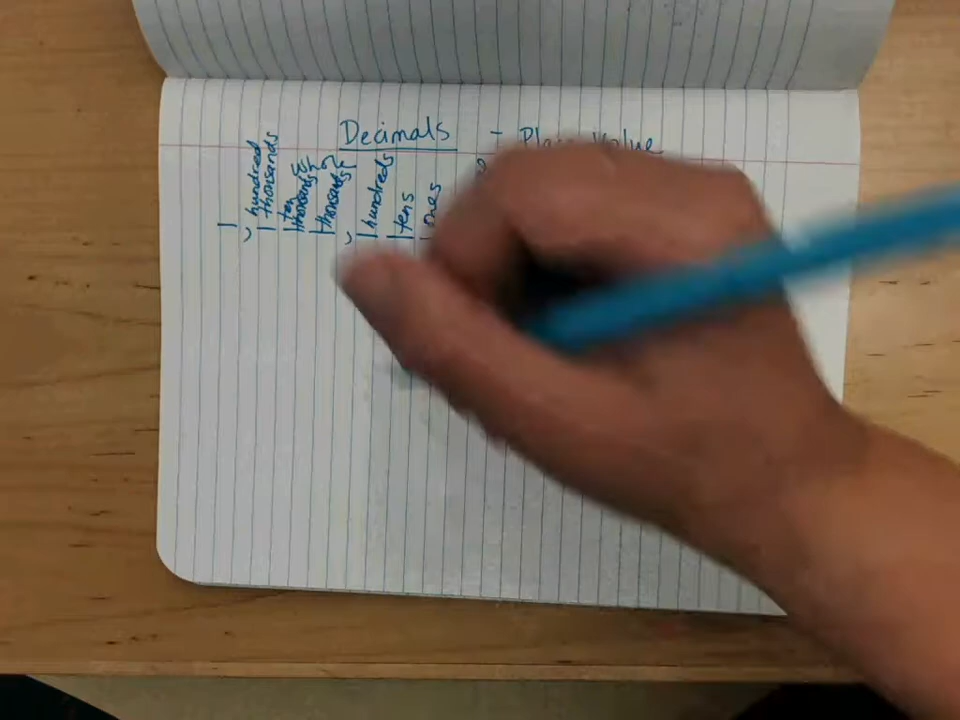 Decimals - Place Value
hundred thousands
ten thousands
thousands
hundreds
tens
ones